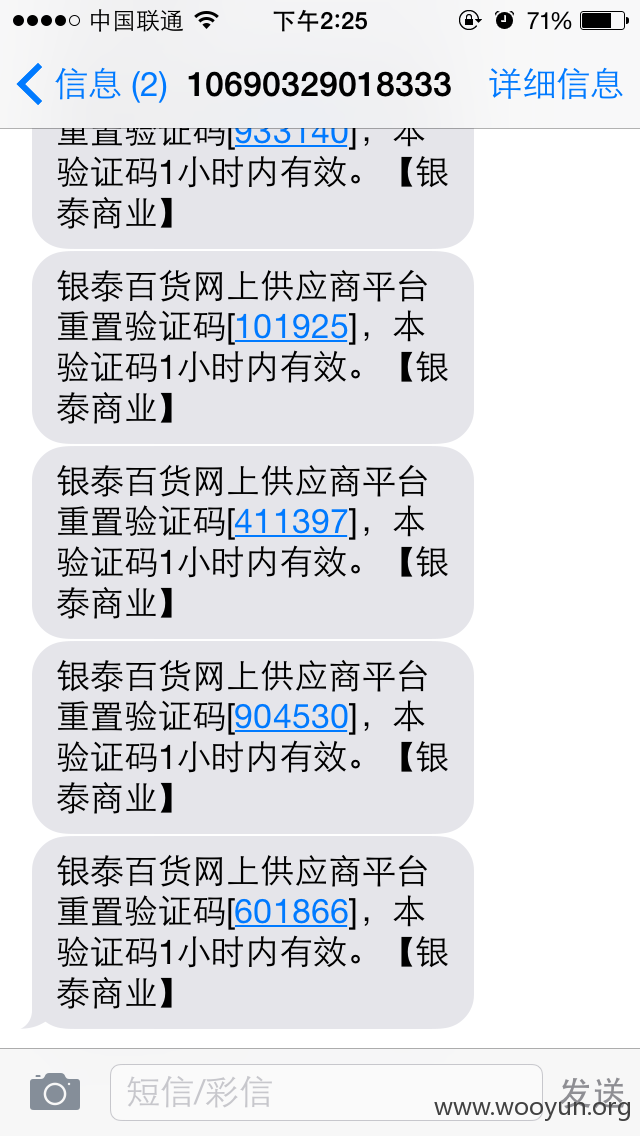 中国联通 下午2:25 71%
信息 (2) 10690329018333 详细信息
重置验证码[933140]，本
验证码1小时内有效。【银
泰商业】
银泰百货网上供应商平台
重置验证码[101925]，本
验证码1小时内有效。【银
泰商业】
银泰百货网上供应商平台
重置验证码[411397]，本
验证码1小时内有效。【银
泰商业】
银泰百货网上供应商平台
重置验证码[904530]，本
验证码1小时内有效。【银
泰商业】
银泰百货网上供应商平台
重置验证码[601866]，本
验证码1小时内有效。【银
泰商业】
短信/彩信 发送
www.wooyun.org